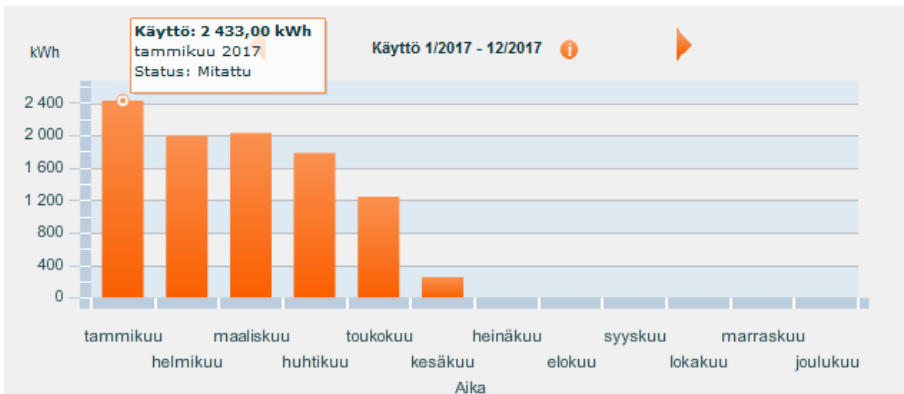 Käyttö: 2 433,00 kWh
tammikuu 2017
Status: Mitattu
kWh
Käyttö 1/2017 - 12/2017
i
2 400
2 000
1 600
1 200
800
400
0
tammikuu maaliskuu toukokuu heinäkuu syyskuu marraskuu
helmikuu huhtikuu kesäkuu elokuu lokakuu joulukuu
Aika